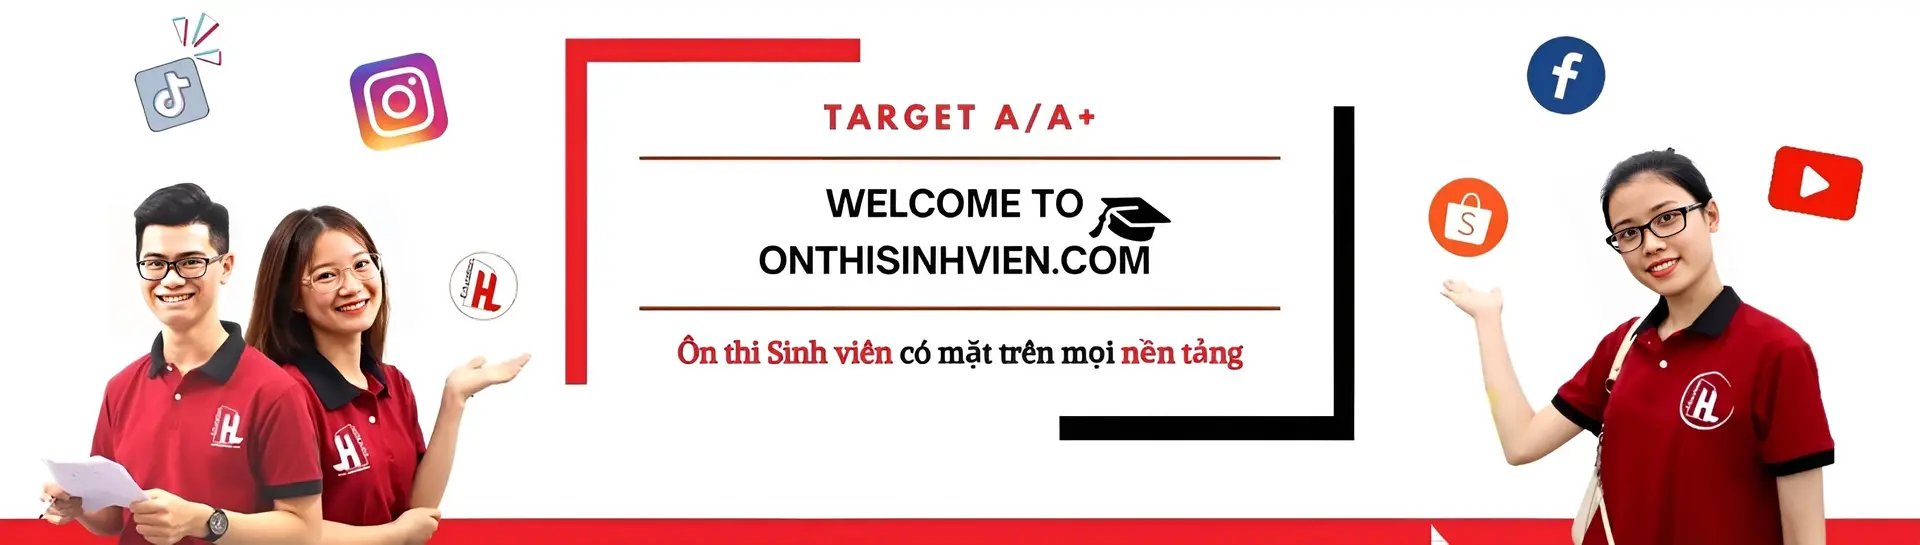 TARGET A/A+
WELCOME TO
ONTHISINHVIEN.COM
Ôn thi Sinh viên có mặt trên mọi nền tảng